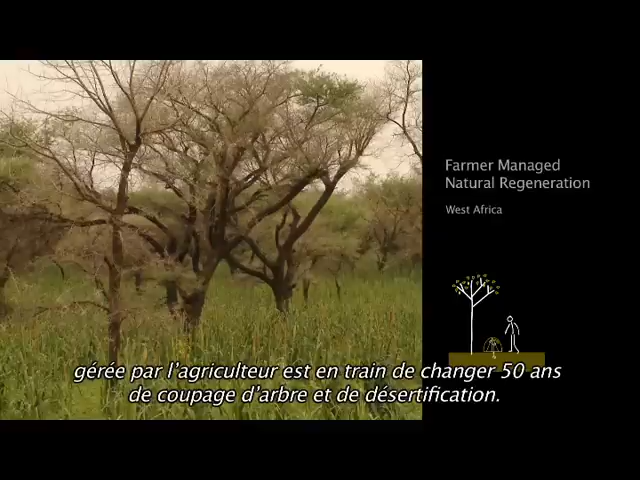 Farmer Managed
Natural Regeneration
West Africa
gérée par l'agriculteur est en train de changer 50 ans
de coupage d'arbre et de désertification.